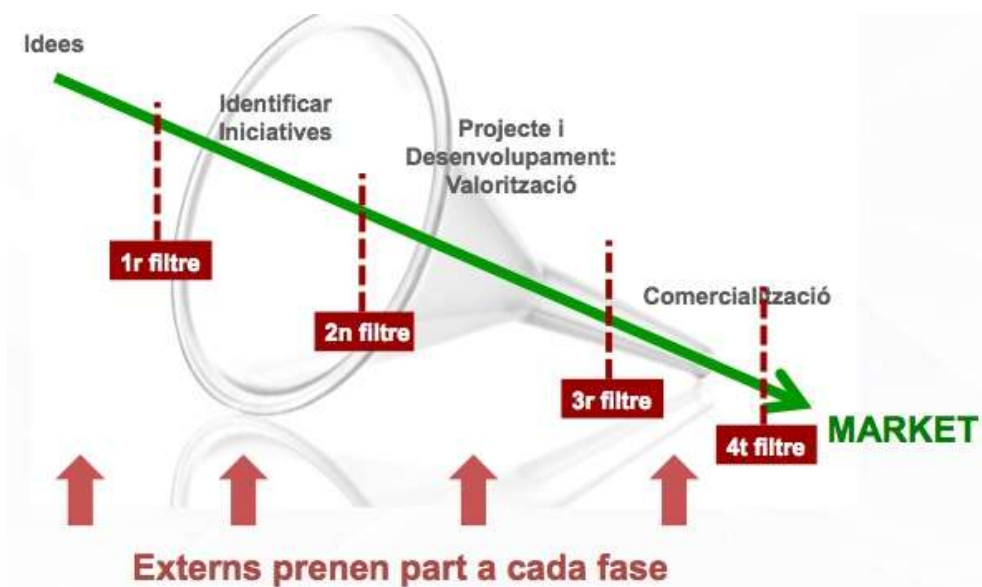 Idees
Identificar
Iniciatives
Projecte i
Desenvolupament:
Valorització
1r filtre
2n filtre
Comercialització
3r filtre
MARKET
4t filtre
Externs prenen part a cada fase